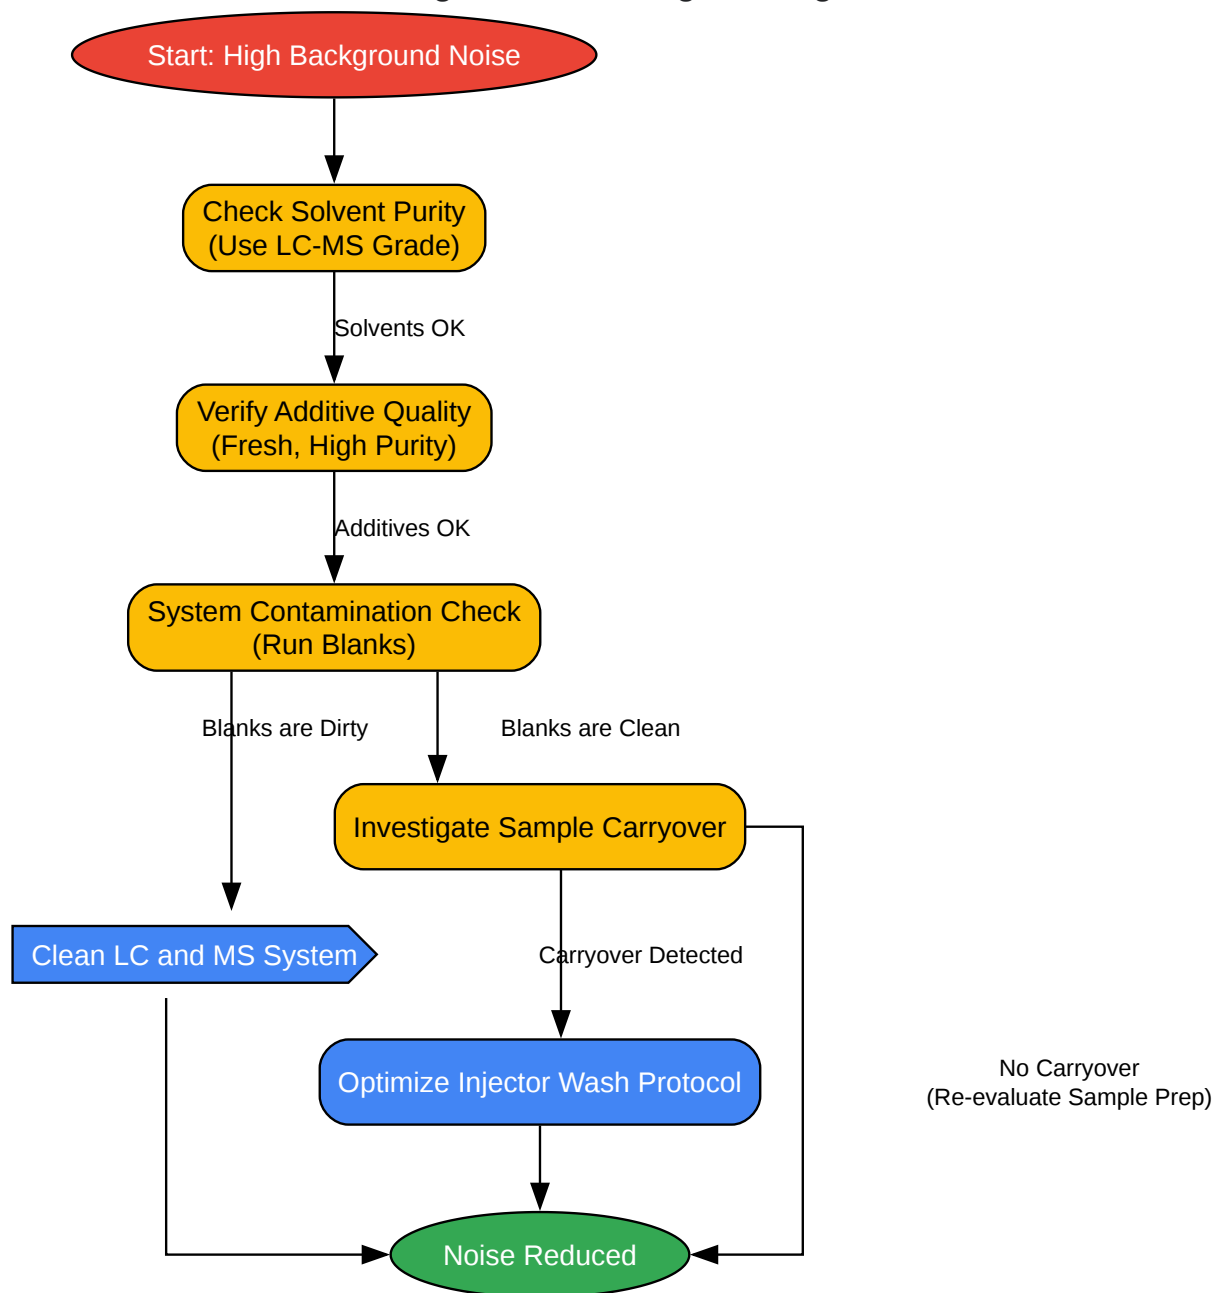 Start: High Background Noise
Check Solvent Purity
(Use LC-MS Grade)
Solvents OK
Verify Additive Quality
(Fresh, High Purity)
Additives OK
System Contamination Check
(Run Blanks)
Blanks are Dirty
Blanks are Clean
Investigate Sample Carryover
Clean LC and MS System
Carryover Detected
Optimize Injector Wash Protocol
No Carryover
(Re-evaluate Sample Prep)
Noise Reduced